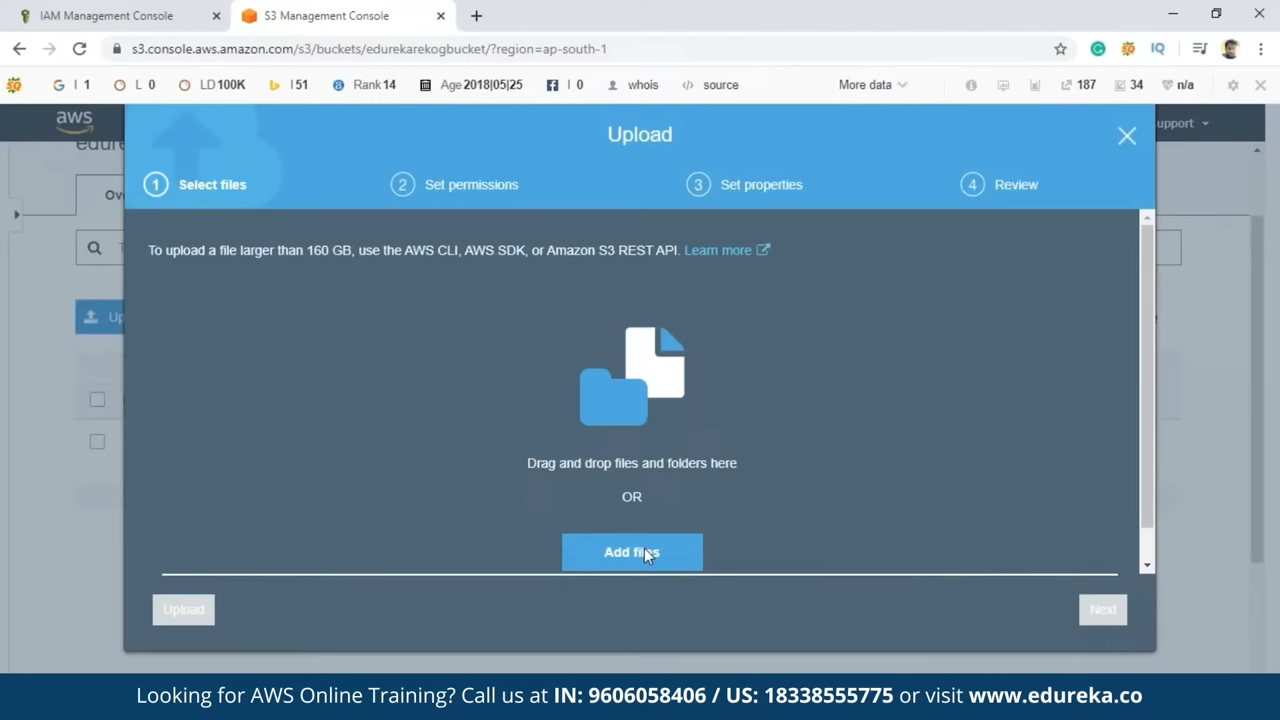 IAM Management Console
S3 Management Console
s3.console.aws.amazon.com/s3/buckets/edurekarekogbucket/?region=ap-south-1
IQ
G I 1
L 0
LD 100K
I 51
Rank 14
Age 2018|05|25
I 0
whois
source
More data
187
34
n/a
aws
upport
Upload
1 Select files
2 Set permissions
3 Set properties
4 Review
Ov
To upload a file larger than 160 GB, use the AWS CLI, AWS SDK, or Amazon S3 REST API. Learn more
Up
Drag and drop files and folders here
OR
Add files
Upload
Next
Looking for AWS Online Training? Call us at IN: 9606058406 / US: 18338555775 or visit www.edureka.co